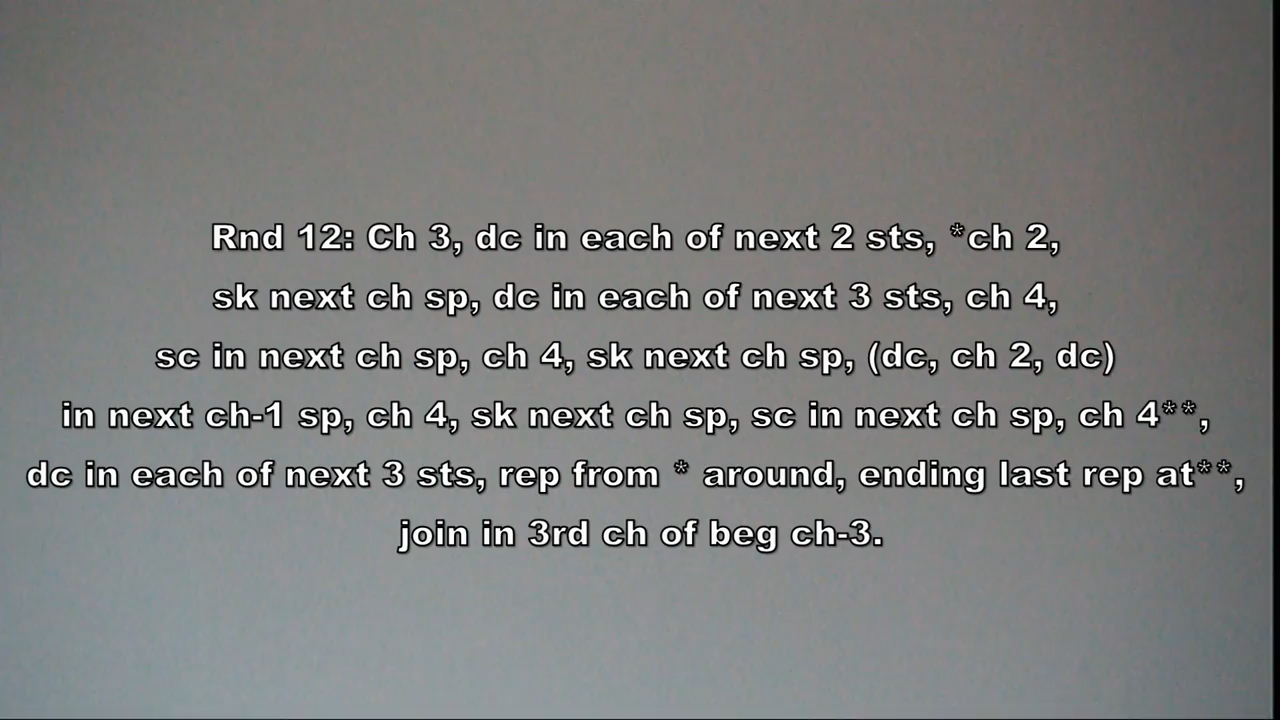 Rnd 12: Ch 3, dc in each of next 2 sts, *ch 2,
sk next ch sp, dc in each of next 3 sts, ch 4,
sc in next ch sp, ch 4, sk next ch sp, (dc, ch 2, dc)
in next ch-1 sp, ch 4, sk next ch sp, sc in next ch sp, ch 4**,
dc in each of next 3 sts, rep from * around, ending last rep at**,
join in 3rd ch of beg ch-3.